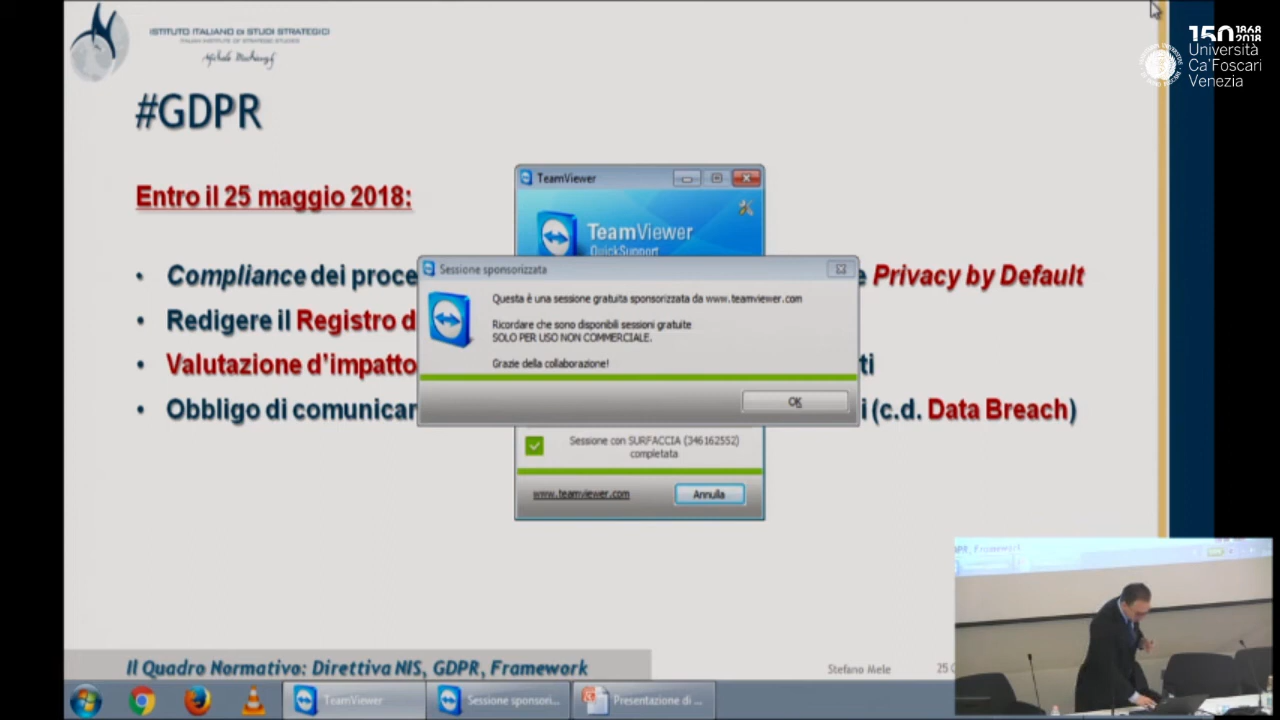 ISTITUTO ITALIANO DI STUDI STRATEGICI
150 1868 2018
Università
Ca'Foscari
Venezia
#GDPR
Entro il 25 maggio 2018:
TeamViewer
TeamViewer
QuickSupport
Sessione sponsorizzata
• Compliance dei proce
e Privacy by Default
Questa è una sessione gratuita sponsorizzata da www.teamviewer.com
• Redigere il Registro d
Ricordare che sono disponibili sessioni gratuite
SOLO PER USO NON COMMERCIALE.
• Valutazione d'impatto
ti
Grazie della collaborazione!
OK
• Obbligo di comunicar
i (c.d. Data Breach)
Sessione con SURFACCIA (346162552)
completata
www.teamviewer.com
Annulla
Il Quadro Normativo: Direttiva NIS, GDPR, Framework
Stefano Mele
25
TeamViewer
Sessione sponsori...
Presentazione di ...